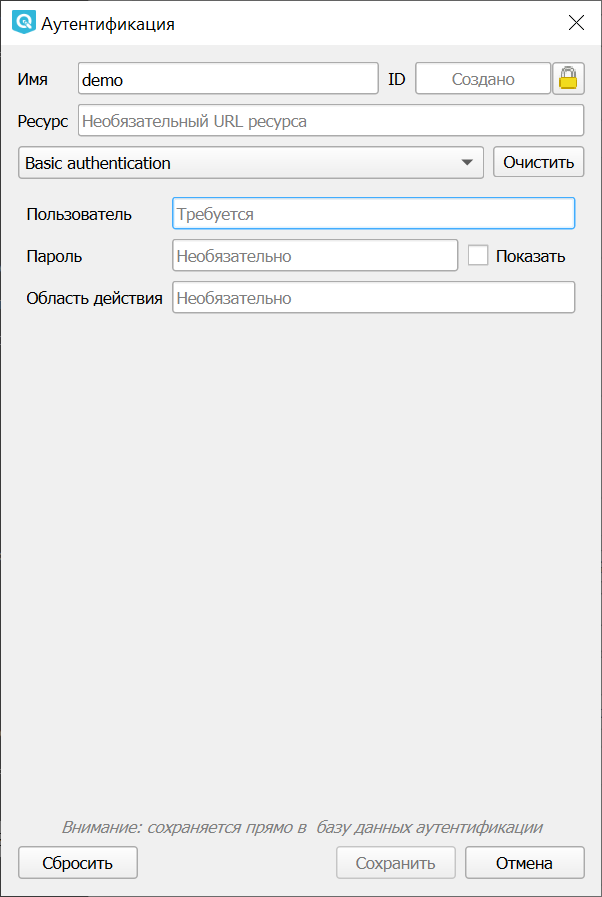 Аутентификация
Имя demo ID Создано
Ресурс Необязательный URL ресурса
Basic authentication Очистить
Пользователь Требуется
Пароль Необязательно Показать
Область действия Необязательно
Внимание: сохраняется прямо в базу данных аутентификации
Сбросить Сохранить Отмена